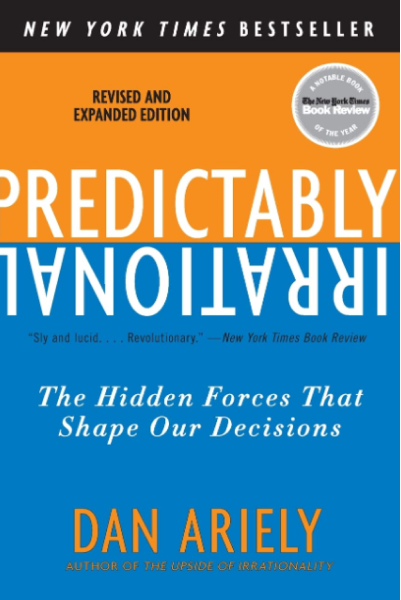 NEW YORK TIMES BESTSELLER
REVISED AND
EXPANDED EDITION
A NOTABLE BOOK
The New York Times
Book Review
OF THE YEAR
PREDICTABLY
IRRATIONAL
"Sly and lucid. . . . Revolutionary." —New York Times Book Review
The Hidden Forces That
Shape Our Decisions
DAN ARIELY
AUTHOR OF THE UPSIDE OF IRRATIONALITY